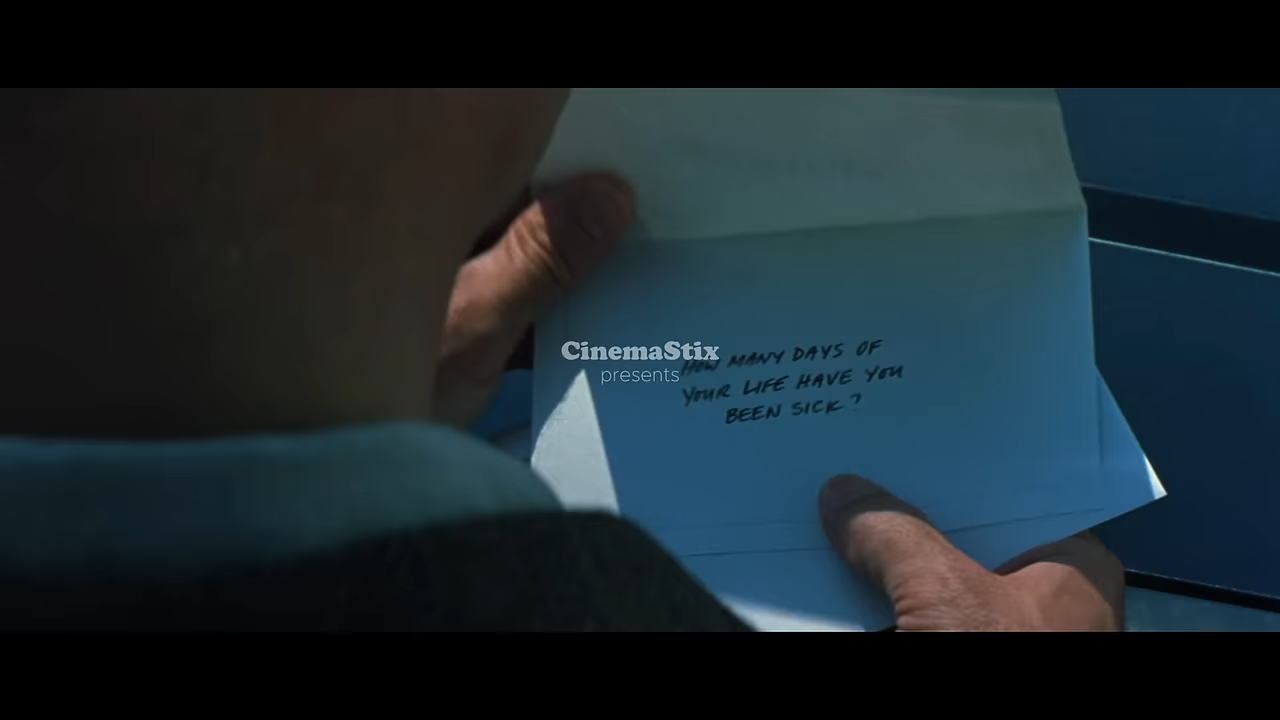 CinemaStix
presents
HOW MANY DAYS OF
YOUR LIFE HAVE YOU
BEEN SICK?